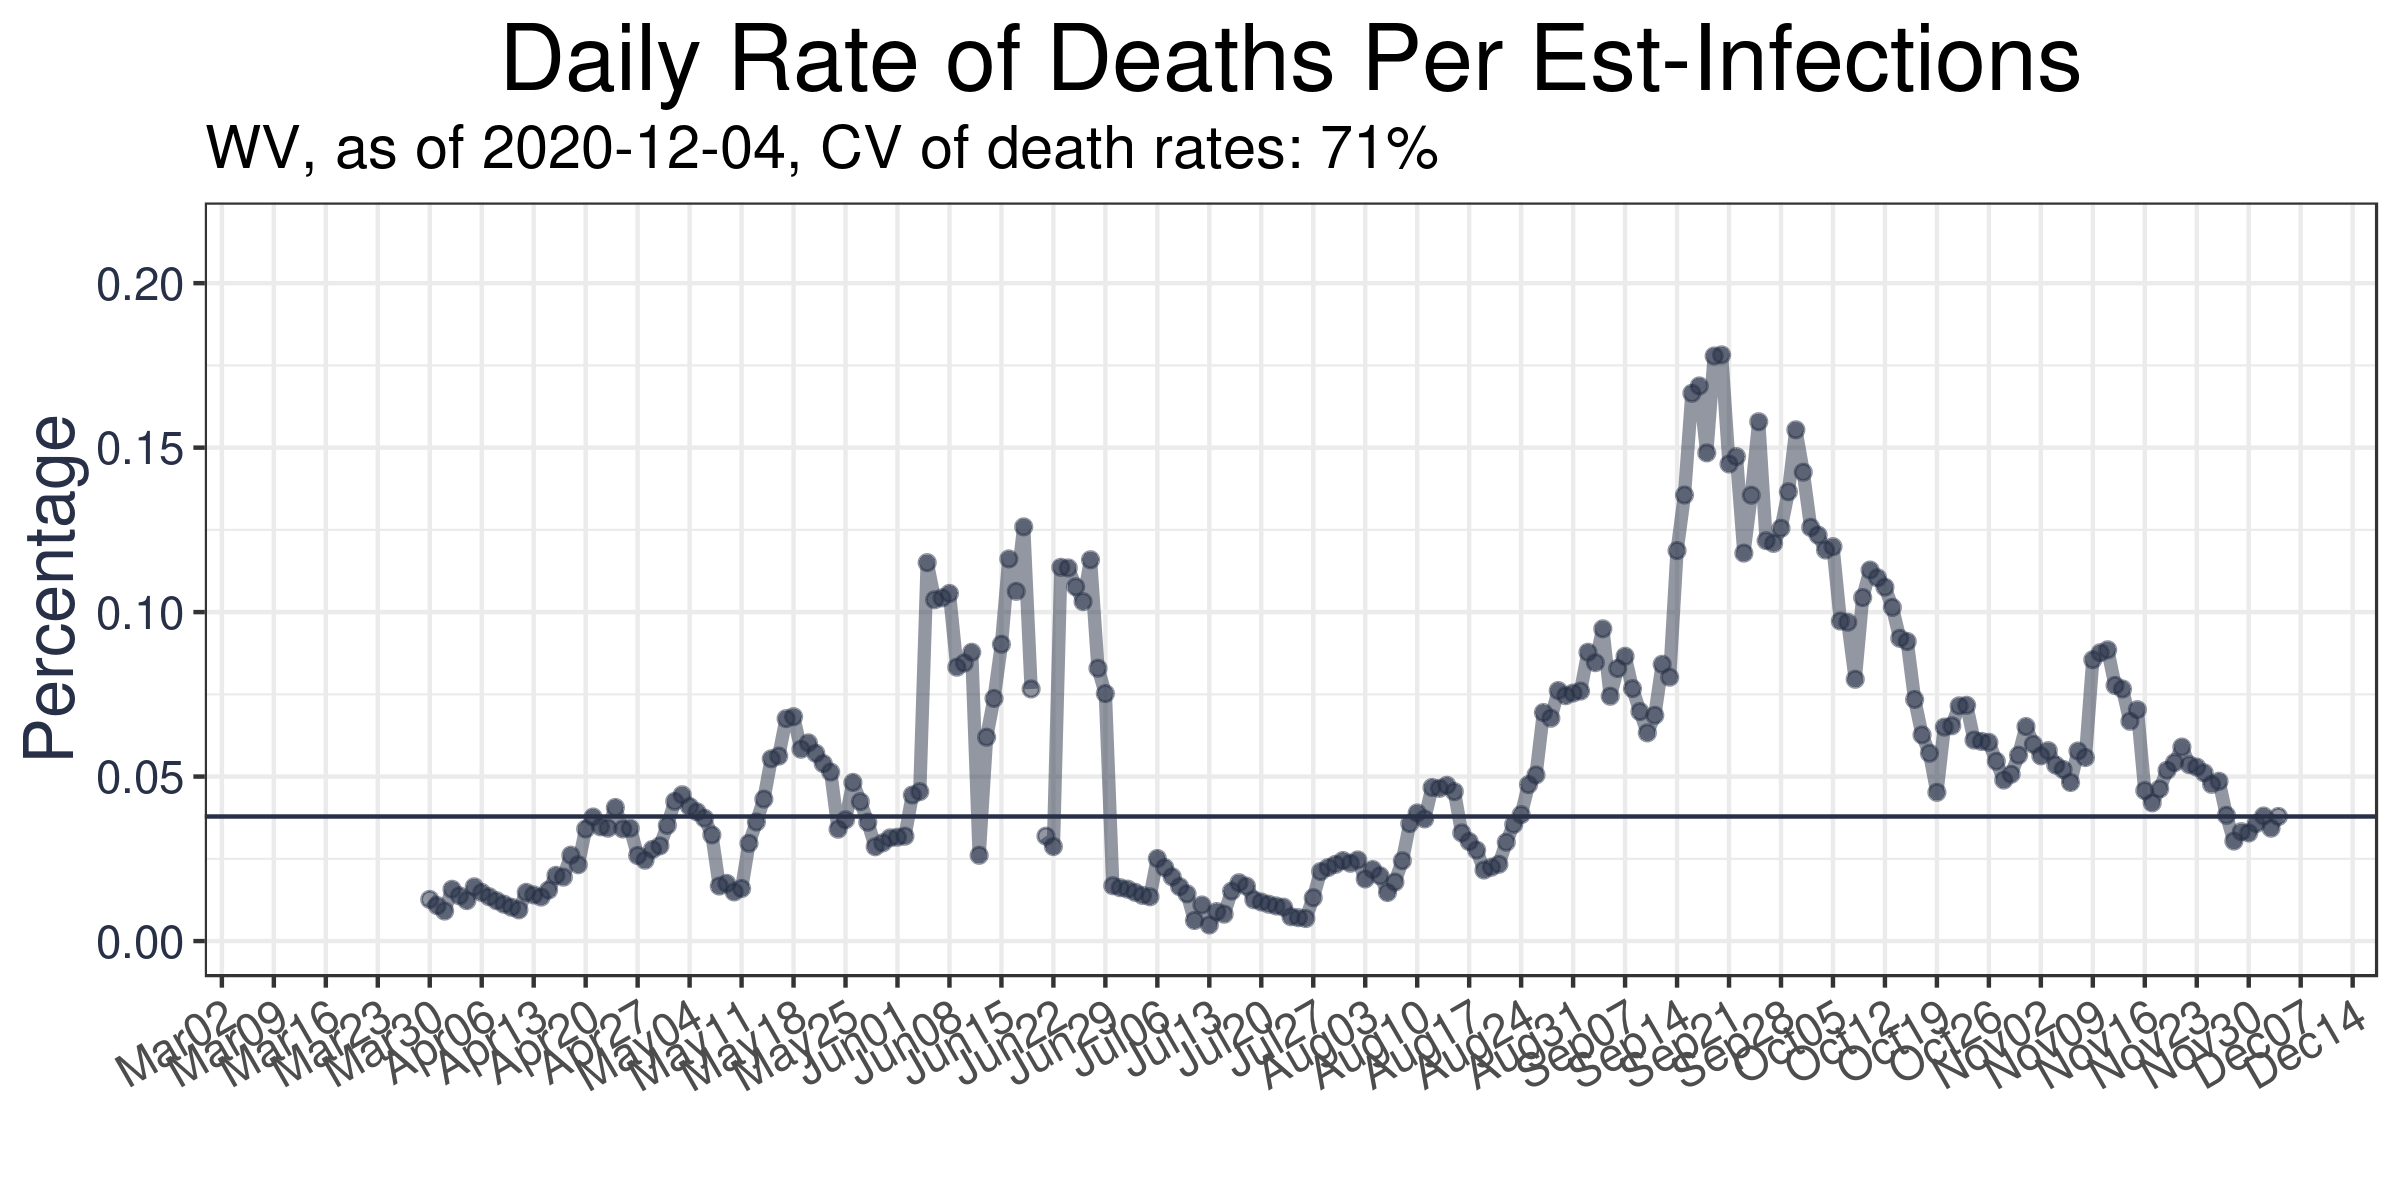 Daily Rate of Deaths Per Est-Infections
WV, as of 2020-12-04, CV of death rates: 71%
Percentage
0.20
0.15
0.10
0.05
0.00
Mar02
Mar09
Mar16
Mar23
Mar30
Apr06
Apr13
Apr20
Apr27
May04
May11
May18
May25
Jun01
Jun08
Jun15
Jun22
Jun29
Jul06
Jul13
Jul20
Jul27
Aug03
Aug10
Aug17
Aug24
Aug31
Sep07
Sep14
Sep21
Sep28
Oct05
Oct12
Oct19
Oct26
Nov02
Nov09
Nov16
Nov23
Nov30
Dec07
Dec14